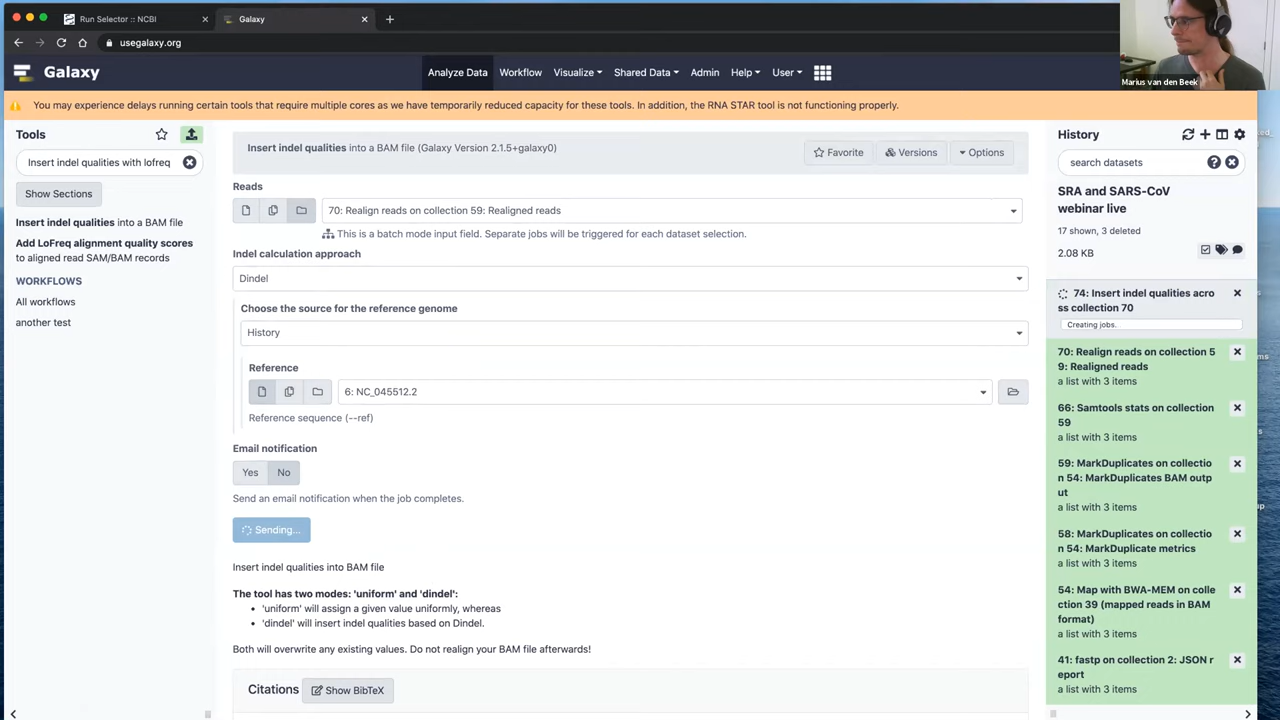 Run Selector :: NCBI
Galaxy
usegalaxy.org
Galaxy
Analyze Data
Workflow
Visualize
Shared Data
Admin
Help
User
Marius van den Beek
You may experience delays running certain tools that require multiple cores as we have temporarily reduced capacity for these tools. In addition, the RNA STAR tool is not functioning properly.
Tools
Insert indel qualities with lofreq
Show Sections
Insert indel qualities into a BAM file
Add LoFreq alignment quality scores
to aligned read SAM/BAM records
WORKFLOWS
All workflows
another test
Insert indel qualities into a BAM file (Galaxy Version 2.1.5+galaxy0)
Favorite
Versions
Options
Reads
70: Realign reads on collection 59: Realigned reads
This is a batch mode input field. Separate jobs will be triggered for each dataset selection.
Indel calculation approach
Dindel
Choose the source for the reference genome
History
Reference
6: NC_045512.2
Reference sequence (--ref)
Email notification
Yes
No
Send an email notification when the job completes.
Sending...
Insert indel qualities into BAM file
The tool has two modes: 'uniform' and 'dindel':
• 'uniform' will assign a given value uniformly, whereas
• 'dindel' will insert indel qualities based on Dindel.
Both will overwrite any existing values. Do not realign your BAM file afterwards!
Citations
Show BibTeX
History
search datasets
SRA and SARS-CoV
webinar live
17 shown, 3 deleted
2.08 KB
74: Insert indel qualities acro
ss collection 70
Creating jobs.
70: Realign reads on collection 5
9: Realigned reads
a list with 3 items
66: Samtools stats on collection
59
a list with 3 items
59: MarkDuplicates on collectio
n 54: MarkDuplicates BAM outp
ut
a list with 3 items
58: MarkDuplicates on collectio
n 54: MarkDuplicate metrics
a list with 3 items
54: Map with BWA-MEM on colle
ction 39 (mapped reads in BAM
format)
a list with 3 items
41: fastp on collection 2: JSON r
eport
a list with 3 items